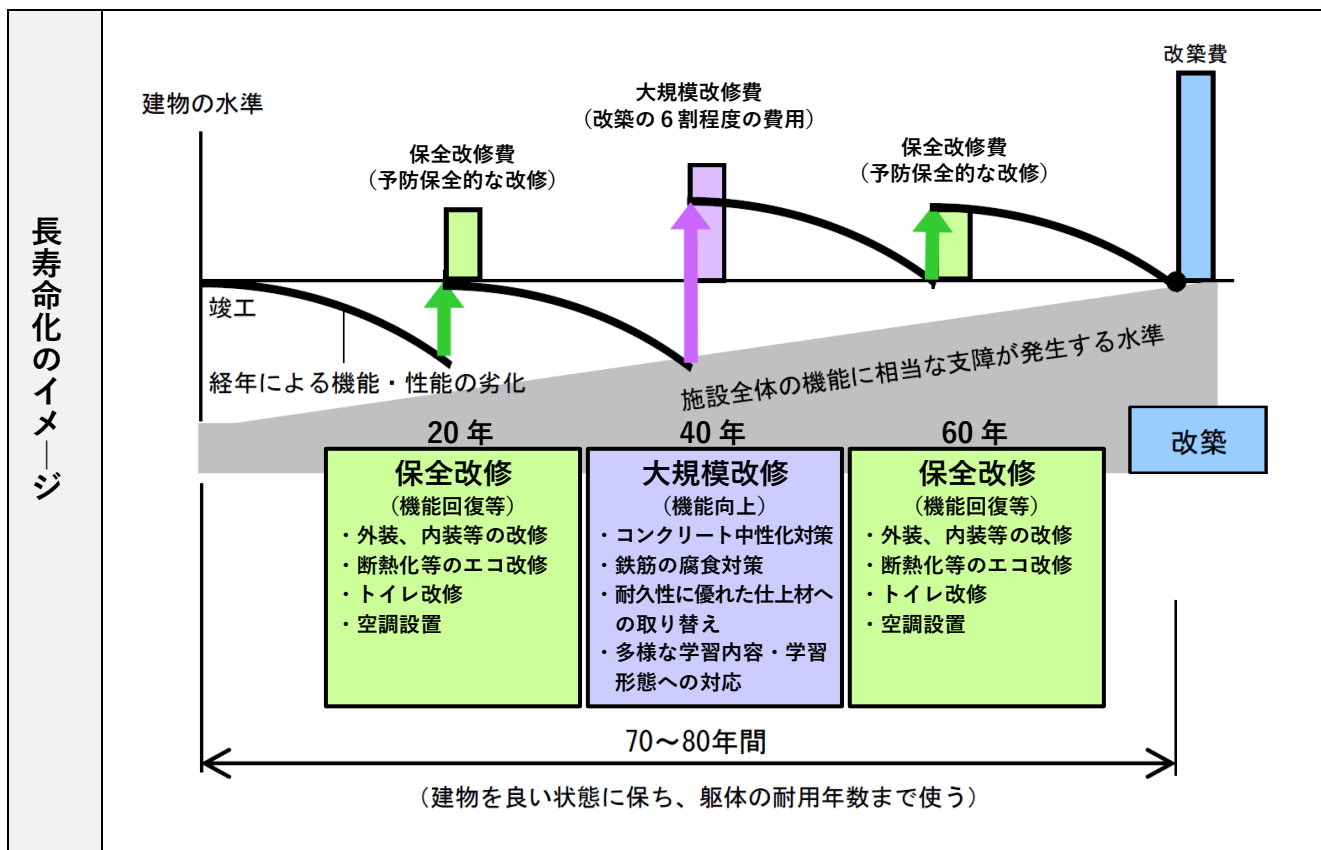 長寿命化のイメージ
改築費
建物の水準
大規模改修費
（改築の６割程度の費用）
保全改修費
（予防保全的な改修）
保全改修費
（予防保全的な改修）
竣工
経年による機能・性能の劣化
施設全体の機能に相当な支障が発生する水準
20 年
保全改修
（機能回復等）
・外装、内装等の改修
・断熱化等のエコ改修
・トイレ改修
・空調設置
40 年
大規模改修
（機能向上）
・コンクリート中性化対策
・鉄筋の腐食対策
・耐久性に優れた仕上材へ
の取り替え
・多様な学習内容・学習
形態への対応
60 年
保全改修
（機能回復等）
・外装、内装等の改修
・断熱化等のエコ改修
・トイレ改修
・空調設置
改築
70～80年間
（建物を良い状態に保ち、躯体の耐用年数まで使う）